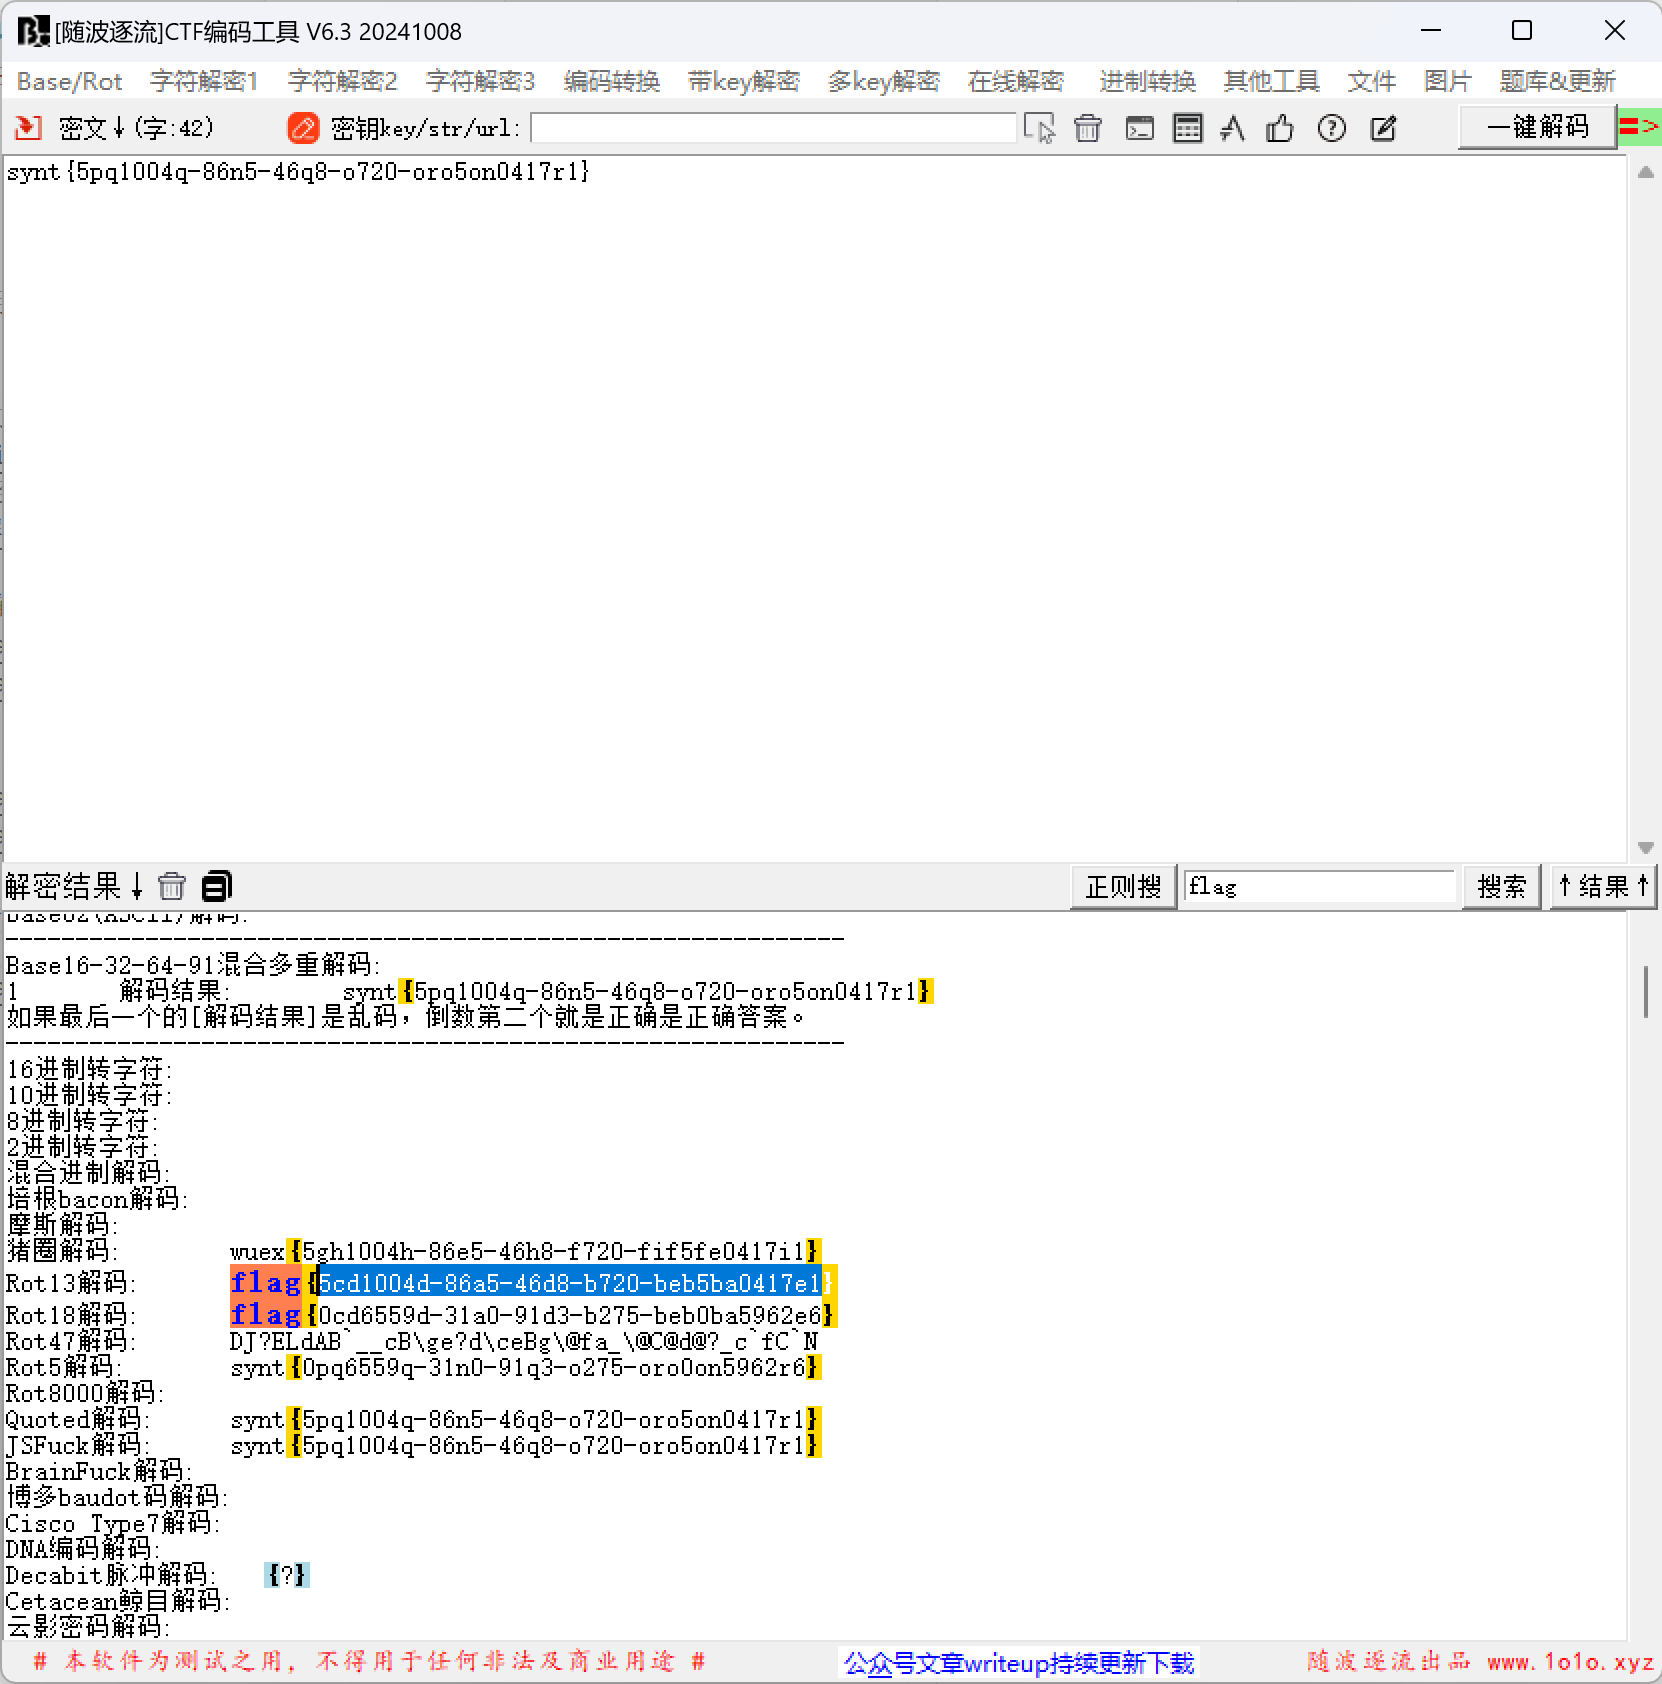 [随波逐流]CTF编码工具 V6.3 20241008
Base/Rot 字符解密1 字符解密2 字符解密3 编码转换 带key解密 多key解密 在线解密 进制转换 其他工具 文件 图片 题库&更新
密文↓(字:42) 密钥key/str/url: 一键解码 =>
synt{5pq1004q-86n5-46q8-o720-oro5on0417r1}
解密结果↓ 正则搜 flag 搜索 ↑结果↑
---
Base16-32-64-91混合多重解码:
1 解码结果: synt{5pq1004q-86n5-46q8-o720-oro5on0417r1}
如果最后一个的[解码结果]是乱码，倒数第二个就是正确是正确答案。
---
16进制转字符:
10进制转字符:
8进制转字符:
2进制转字符:
混合进制解码:
培根bacon解码:
摩斯解码:
猪圈解码: wuex{5gh1004h-86e5-46h8-f720-fif5fe0417i1}
Rot13解码: flag{5cd1004d-86a5-46d8-b720-beb5ba0417e1}
Rot18解码: flag{0cd6559d-31a0-91d3-b275-beb0ba5962e6}
Rot47解码: DJ?ELdAB`__cB\ge?d\ceBg\@fa_\@C@d@?_c`fC`N
Rot5解码: synt{0pq6559q-31n0-91q3-o275-oro0on5962r6}
Rot8000解码:
Quoted解码: synt{5pq1004q-86n5-46q8-o720-oro5on0417r1}
JSFuck解码: synt{5pq1004q-86n5-46q8-o720-oro5on0417r1}
BrainFuck解码:
博多baudot码解码:
Cisco Type7解码:
DNA编码解码:
Decabit脉冲解码: {?}
Cetacean鲸目解码:
云影密码解码:
# 本软件为测试之用, 不得用于任何非法及商业用途 # 公众号文章writeup持续更新下载 随波逐流出品 www.1o1o.xyz